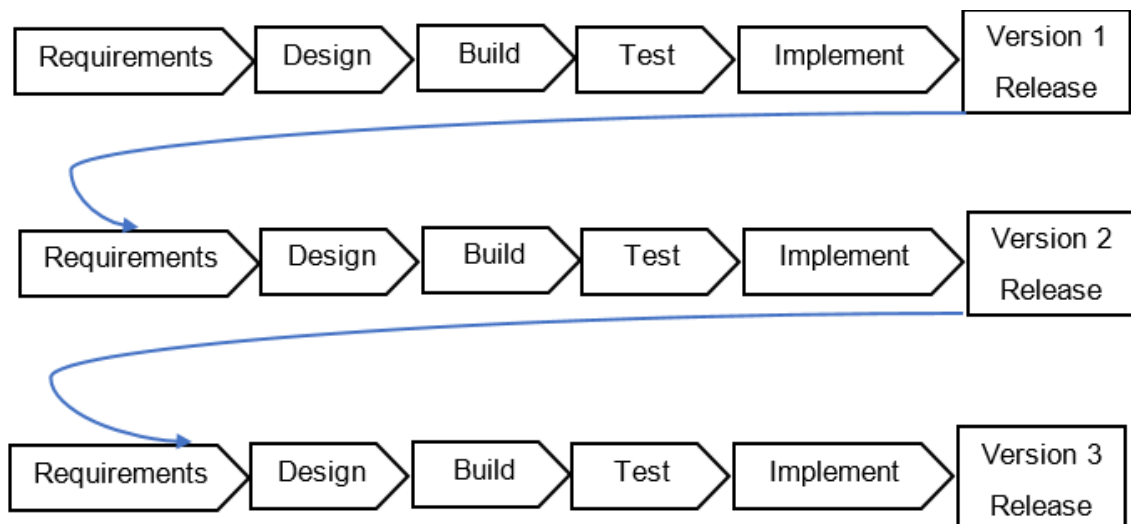 Requirements Design Build Test Implement Version 1
Release
Requirements Design Build Test Implement Version 2
Release
Requirements Design Build Test Implement Version 3
Release